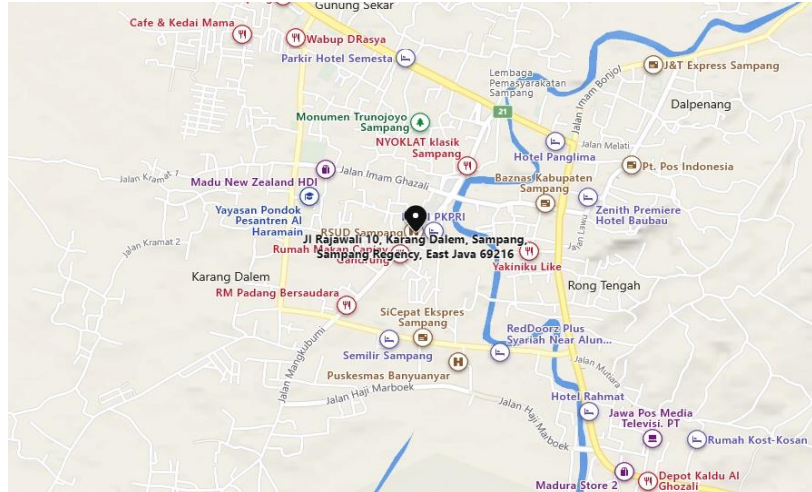 Gunung Sekar
Cafe & Kedai Mama
Wabup DRasya
Parkir Hotel Semesta
Lembaga
Pemasyarakatan
Sampang
J&T Express Sampang
Jalan Imam Bonjol
21
Dalpenang
Monumen Trunojoyo
Sampang
NYOKLAT klasik
Sampang
Jalan Melati
Hotel Panglima
Pt. Pos Indonesia
Jalan Kramat 1
Madu New Zealand HDI
Jalan Imam Ghazali
Baznas Kabupaten
Sampang
Yayasan Pondok
Pesantren Al
Haramain
Zenith Premiere
Hotel Baubau
PKPRI
RSUD Sampang
Jalan Lawu
Jalan Kramat 2
Jl Rajawali 10, Karang Dalem, Sampang,
Sampang Regency, East Java 69216
Rumah Makan
Yakiniku Like
Karang Dalem
Rong Tengah
RM Padang Bersaudara
SiCepat Ekspres
Sampang
RedDoorz Plus
Syariah Near Alun...
Jalan Mangkubumi
Semilir Sampang
Puskesmas Banyuanyar
Jalan Mutiara
Jalan Haji Marboek
Jalan Haji Marboek
Hotel Rahmat
Jawa Pos Media
Televisi. PT
Rumah Kost-Kosan
Madura Store 2
Depot Kaldu Al
Ghozali